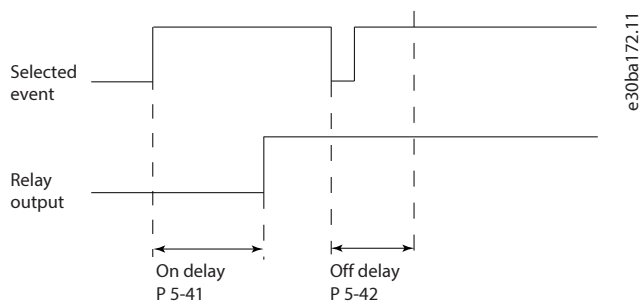 Selected
event
Relay
output
On delay
P 5-41
Off delay
P 5-42
e30ba172.11